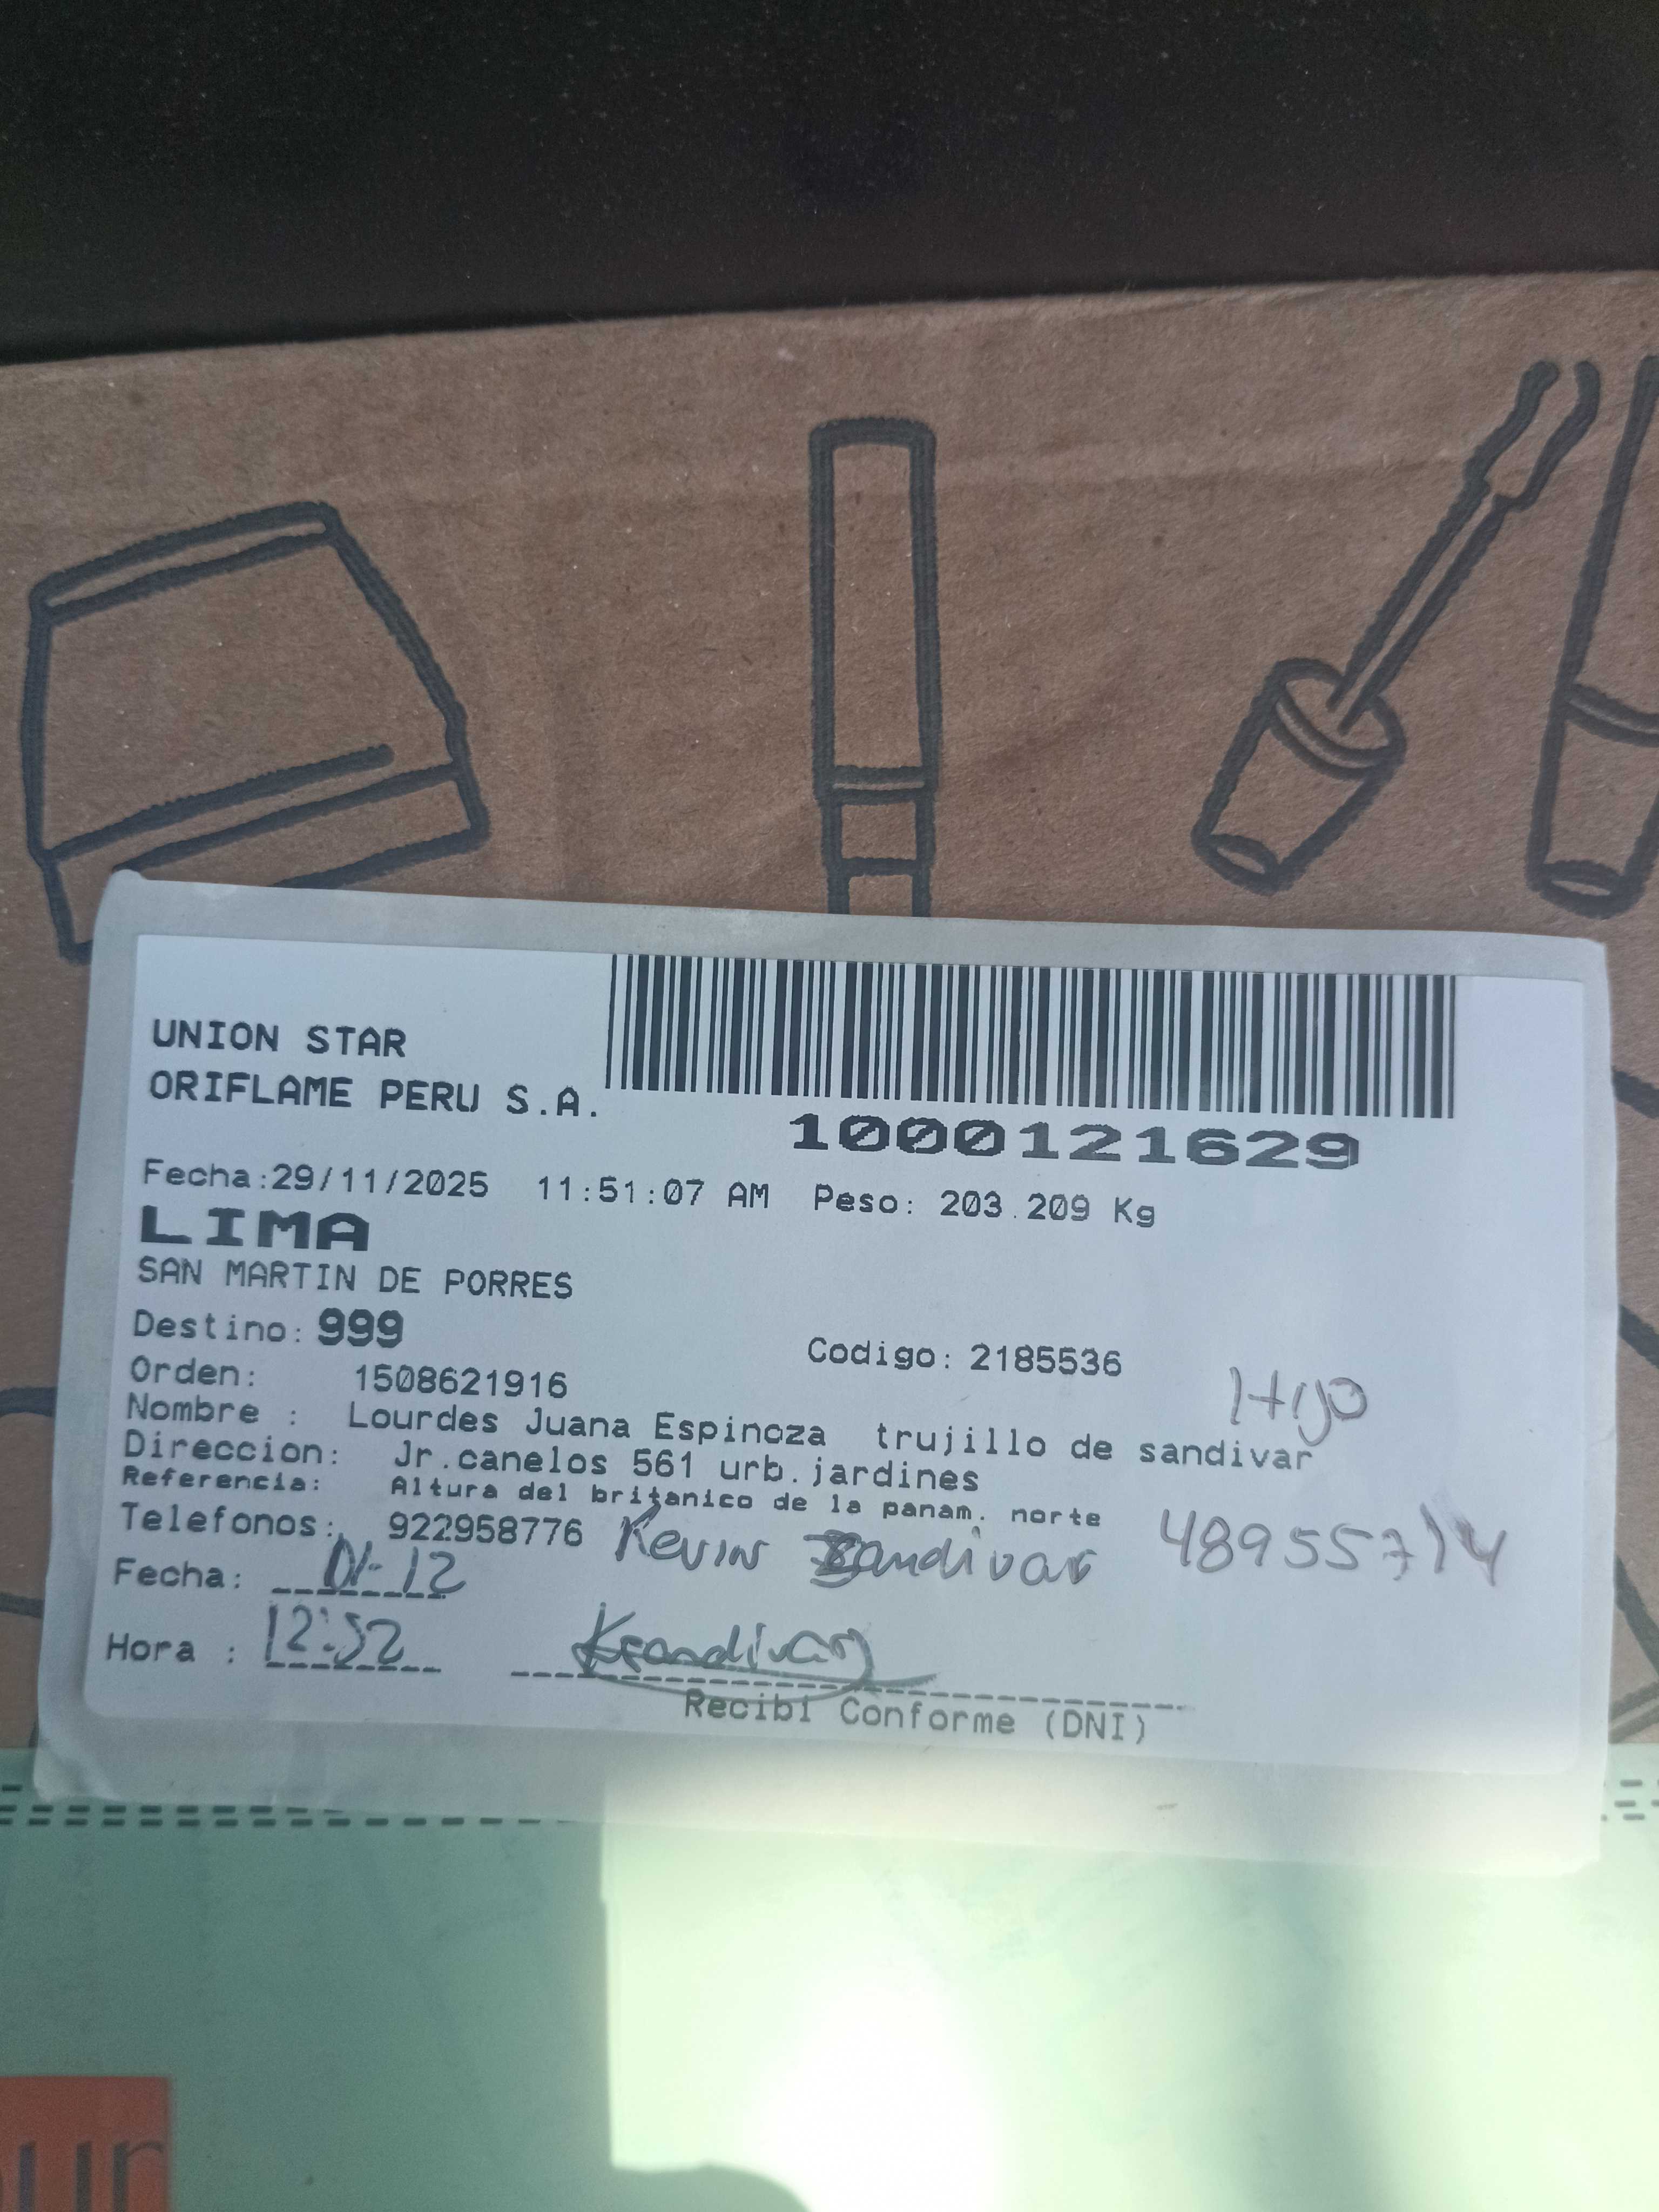 UNION STAR
ORIFLAME PERU S.A.
1000121629
Fecha:29/11/2025 11:51:07 AM Peso: 203.209 Kg
LIMA
SAN MARTIN DE PORRES
Destino: 999
Codigo: 2185536
Orden: 1508621916
Hijo
Nombre : Lourdes Juana Espinoza trujillo de sandivar
Direccion: Jr.canelos 561 urb.jardines
Referencia: Altura del britanico de la panam. norte
Telefonos: 922958776 Kevin Sandivar
Fecha: 01-12
Hora : 12:52 Ksandivar
Recibi Conforme (DNI)
our